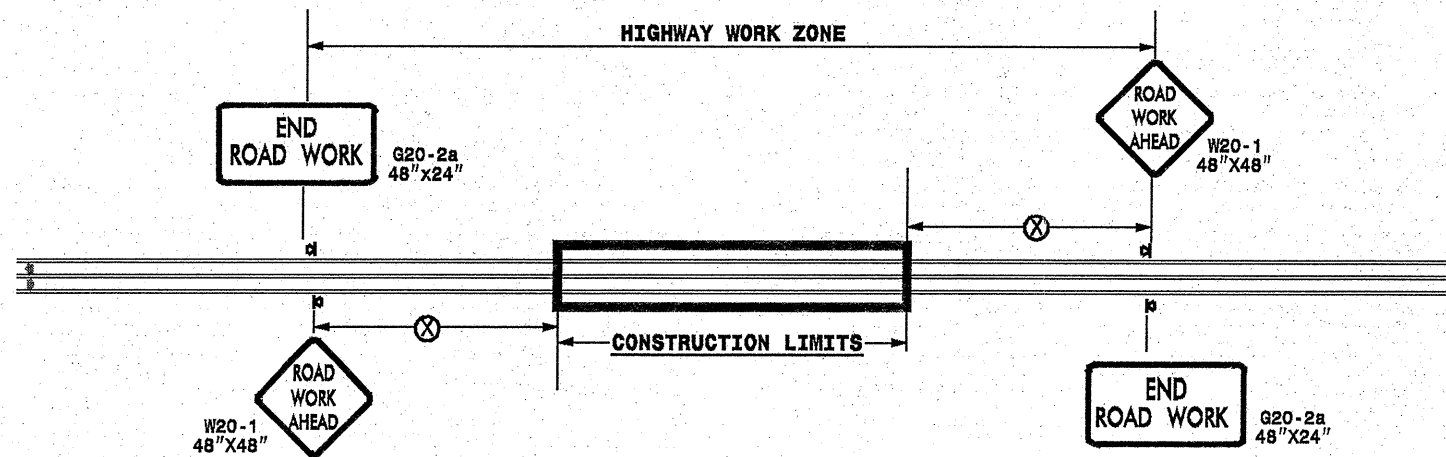 HIGHWAY WORK ZONE
END
ROAD WORK
G20-2a
48"x24"
ROAD
WORK
AHEAD
W20-1
48"X48"
X
X
CONSTRUCTION LIMITS
ROAD
WORK
AHEAD
W20-1
48"X48"
END
ROAD WORK
G20-2a
48"X24"